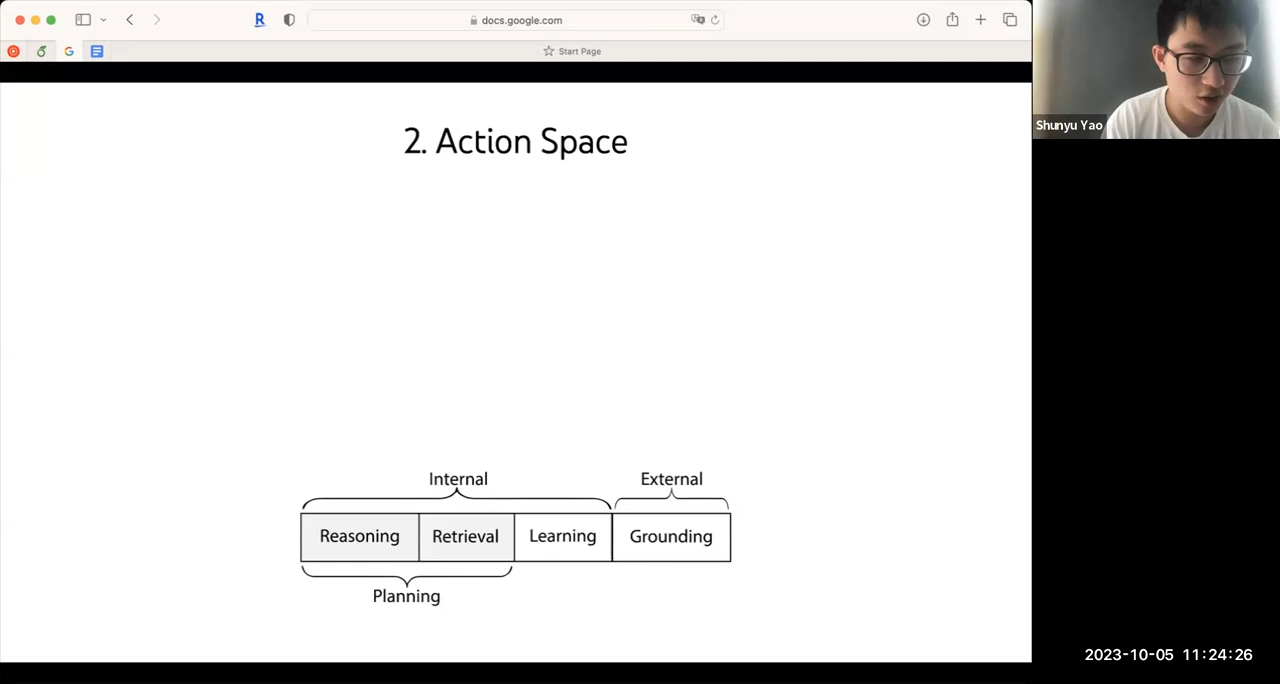 docs.google.com
Start Page
Shunyu Yao
2. Action Space
Internal External
Reasoning Retrieval Learning Grounding
Planning
2023-10-05 11:24:26